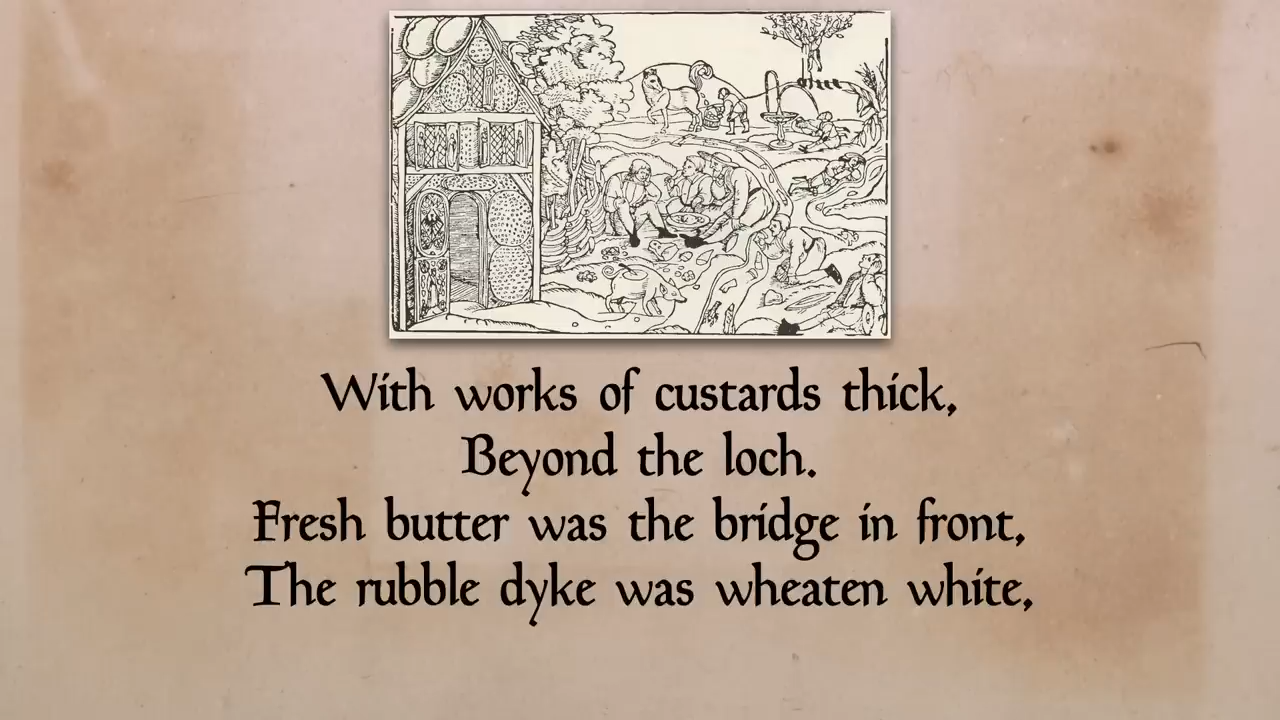 With works of custards thick,
Beyond the loch.
Fresh butter was the bridge in front,
The rubble dyke was wheaten white,